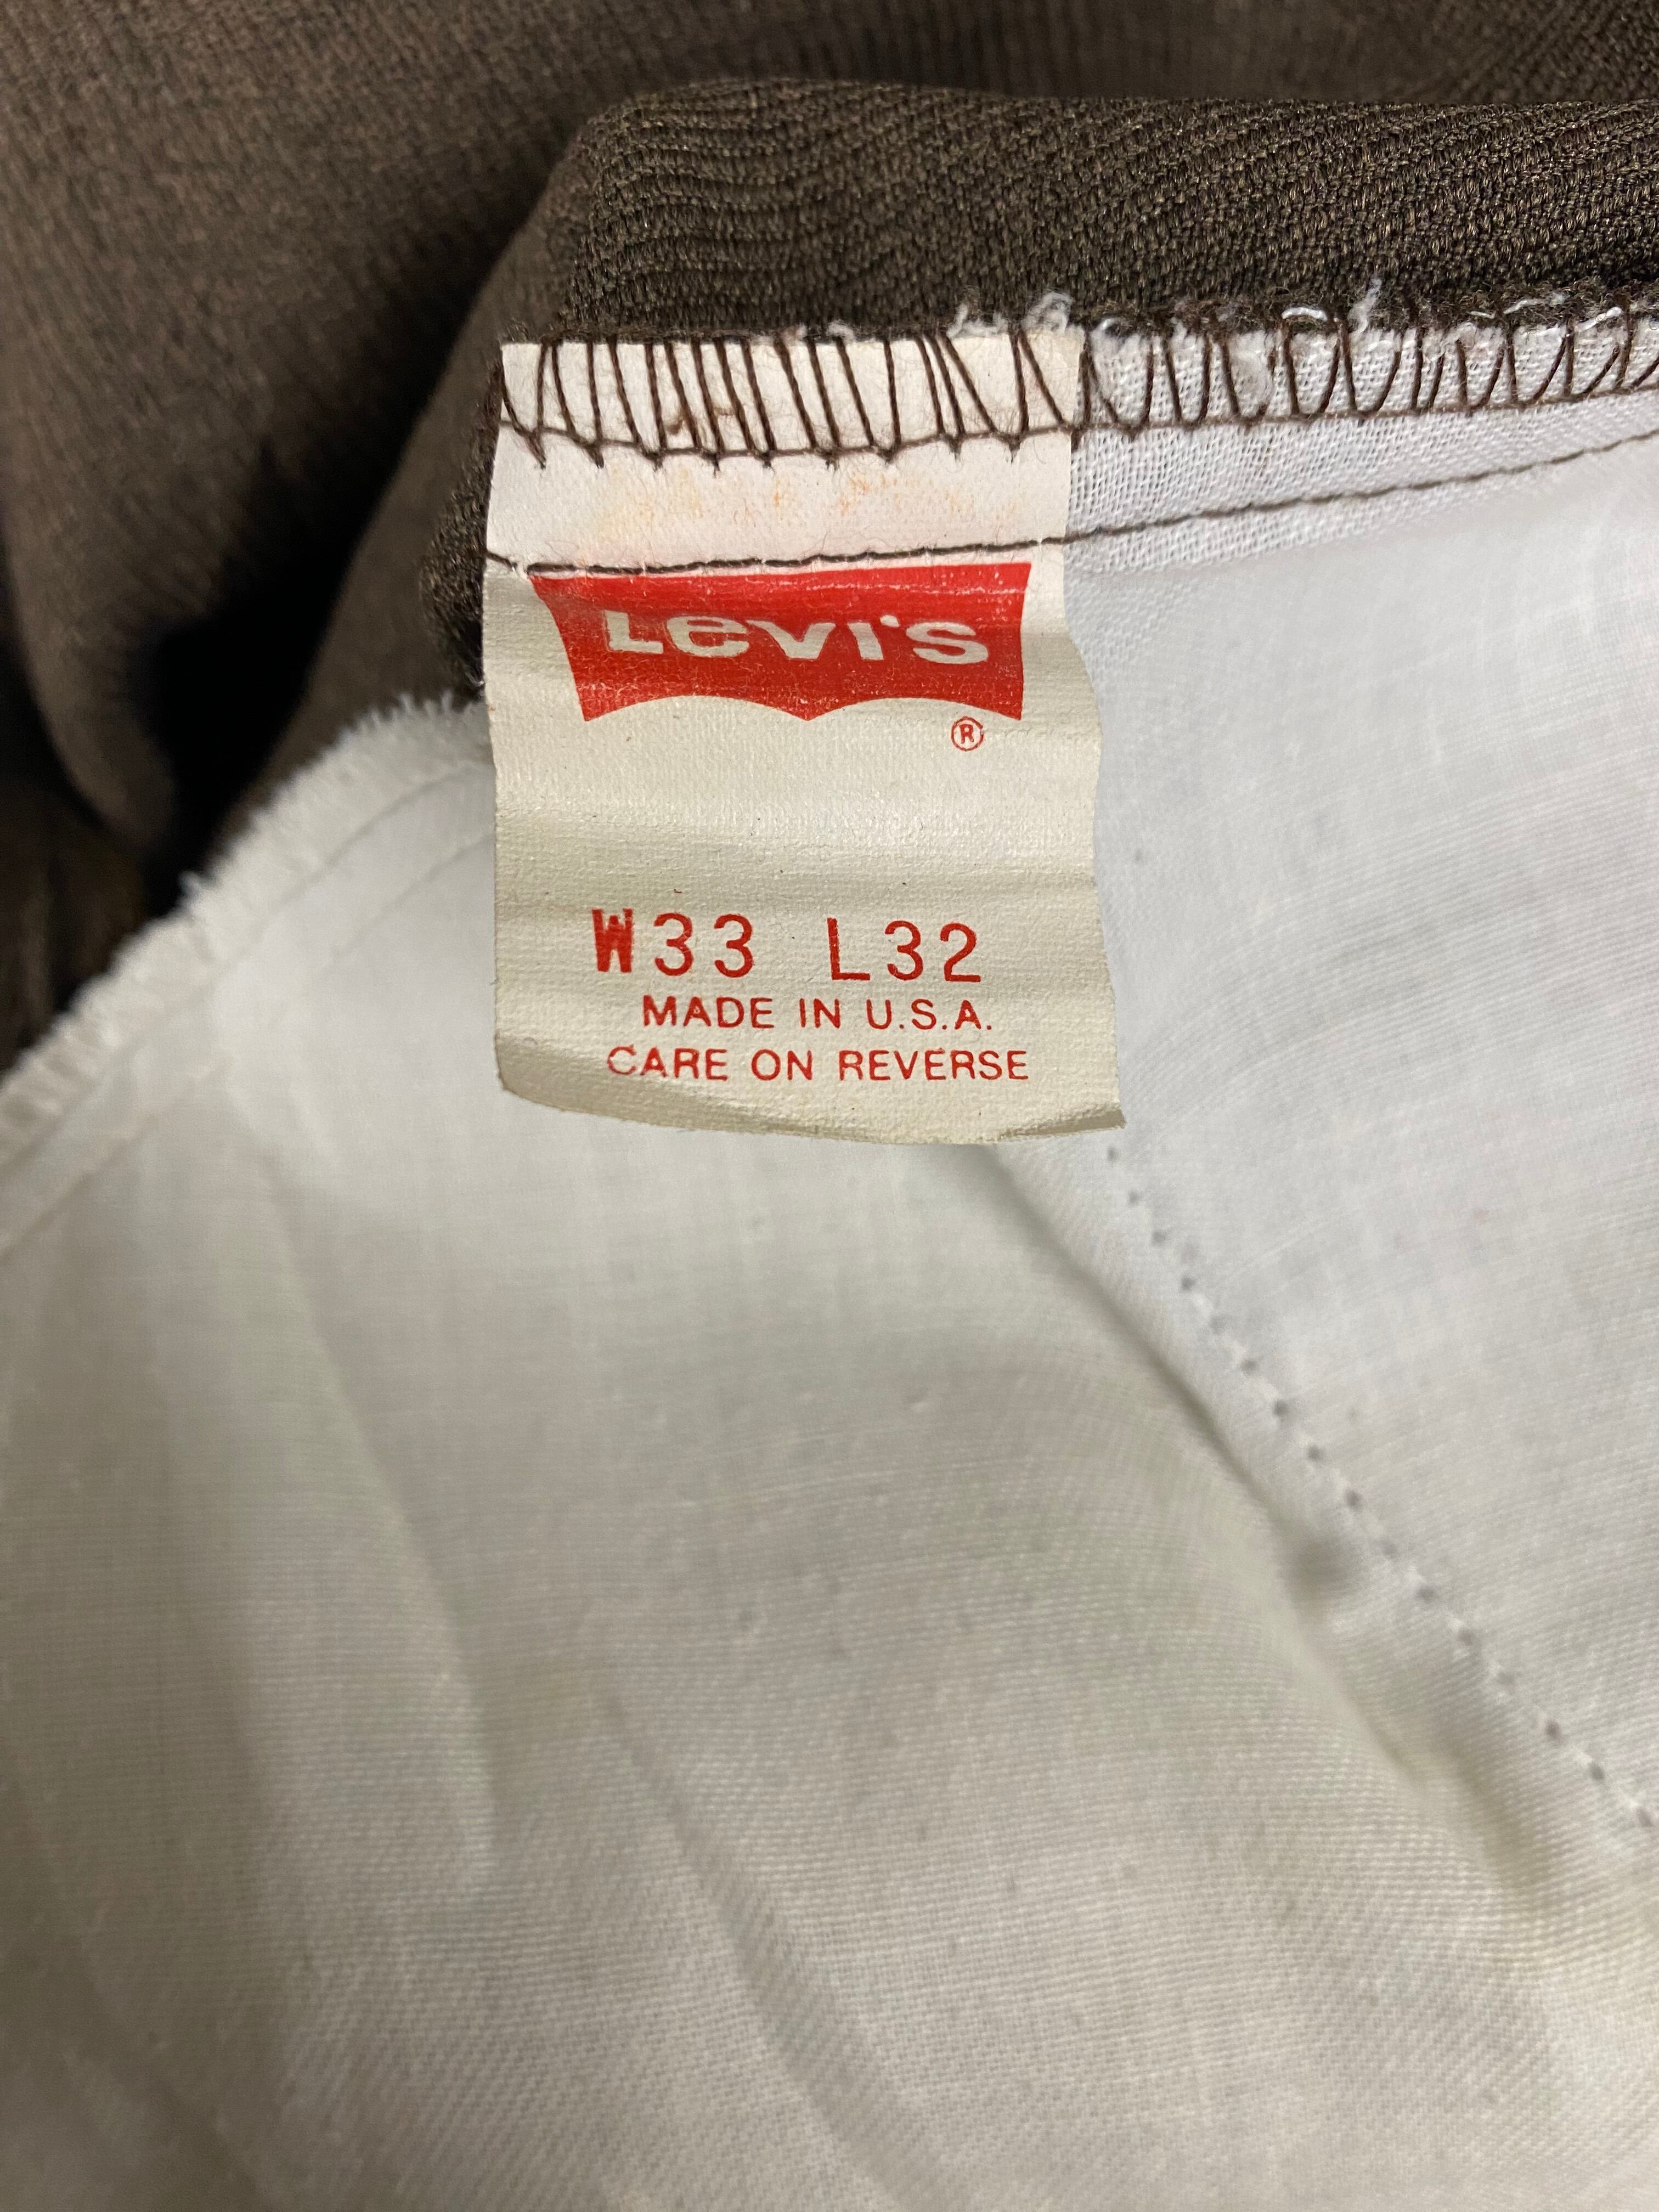 Levi's
®
W33 L32
MADE IN U.S.A.
CARE ON REVERSE